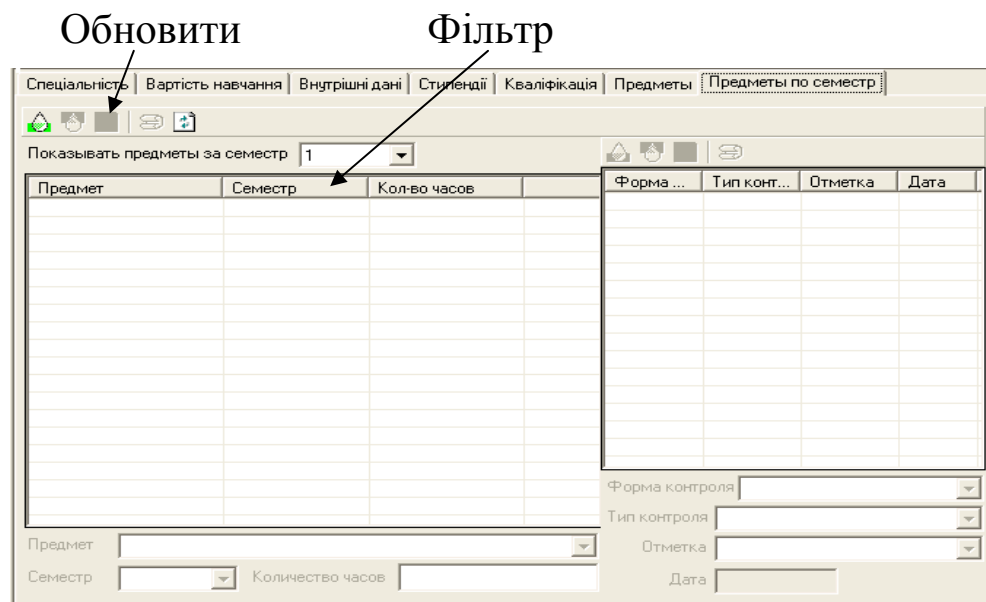 Обновити Фільтр
Спеціальність Вартість навчання Внутрішні дані Стипендії Кваліфікація Предметы Предметы по семестр
Показывать предметы за семестр 1
Предмет Семестр Кол-во часов
Форма ... Тип конт... Отметка Дата
Форма контроля
Тип контроля
Отметка
Дата
Предмет
Семестр Количество часов